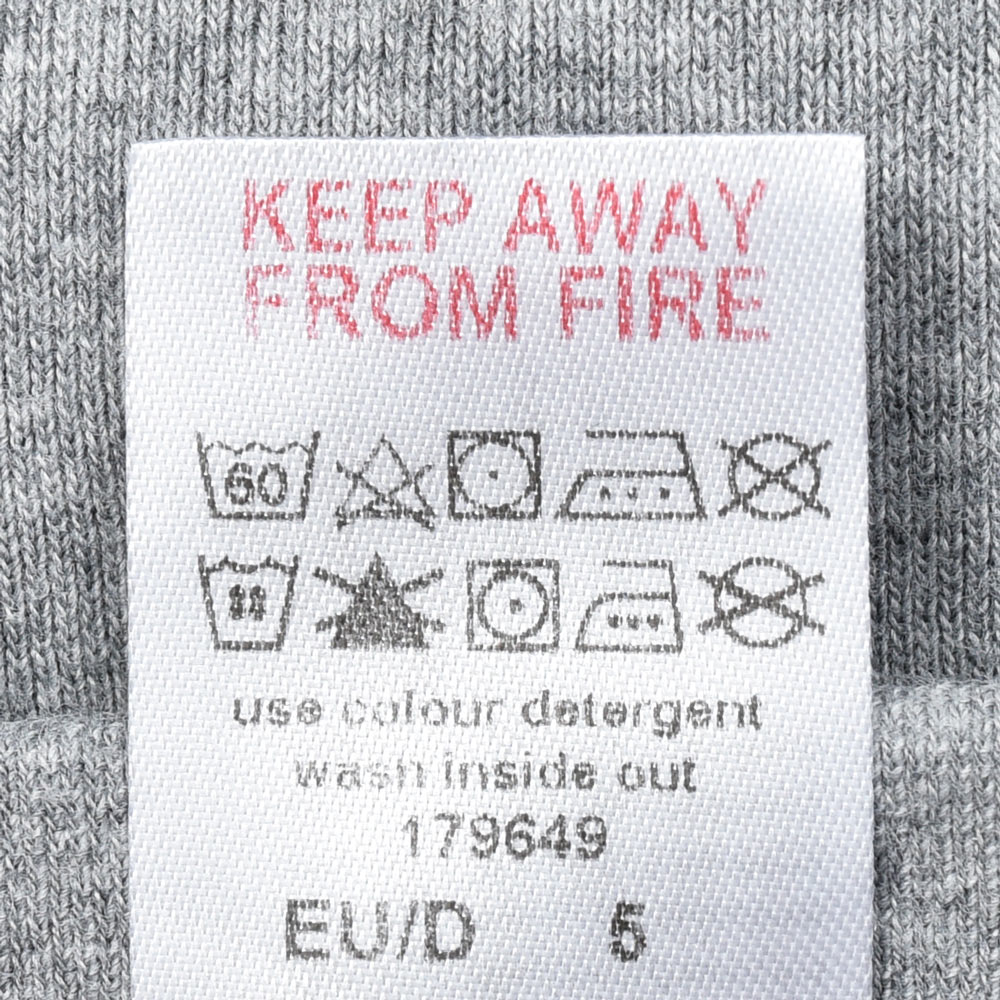 KEEP AWAY
FROM FIRE
60
use colour detergent
wash inside out
179649
EU/D 5